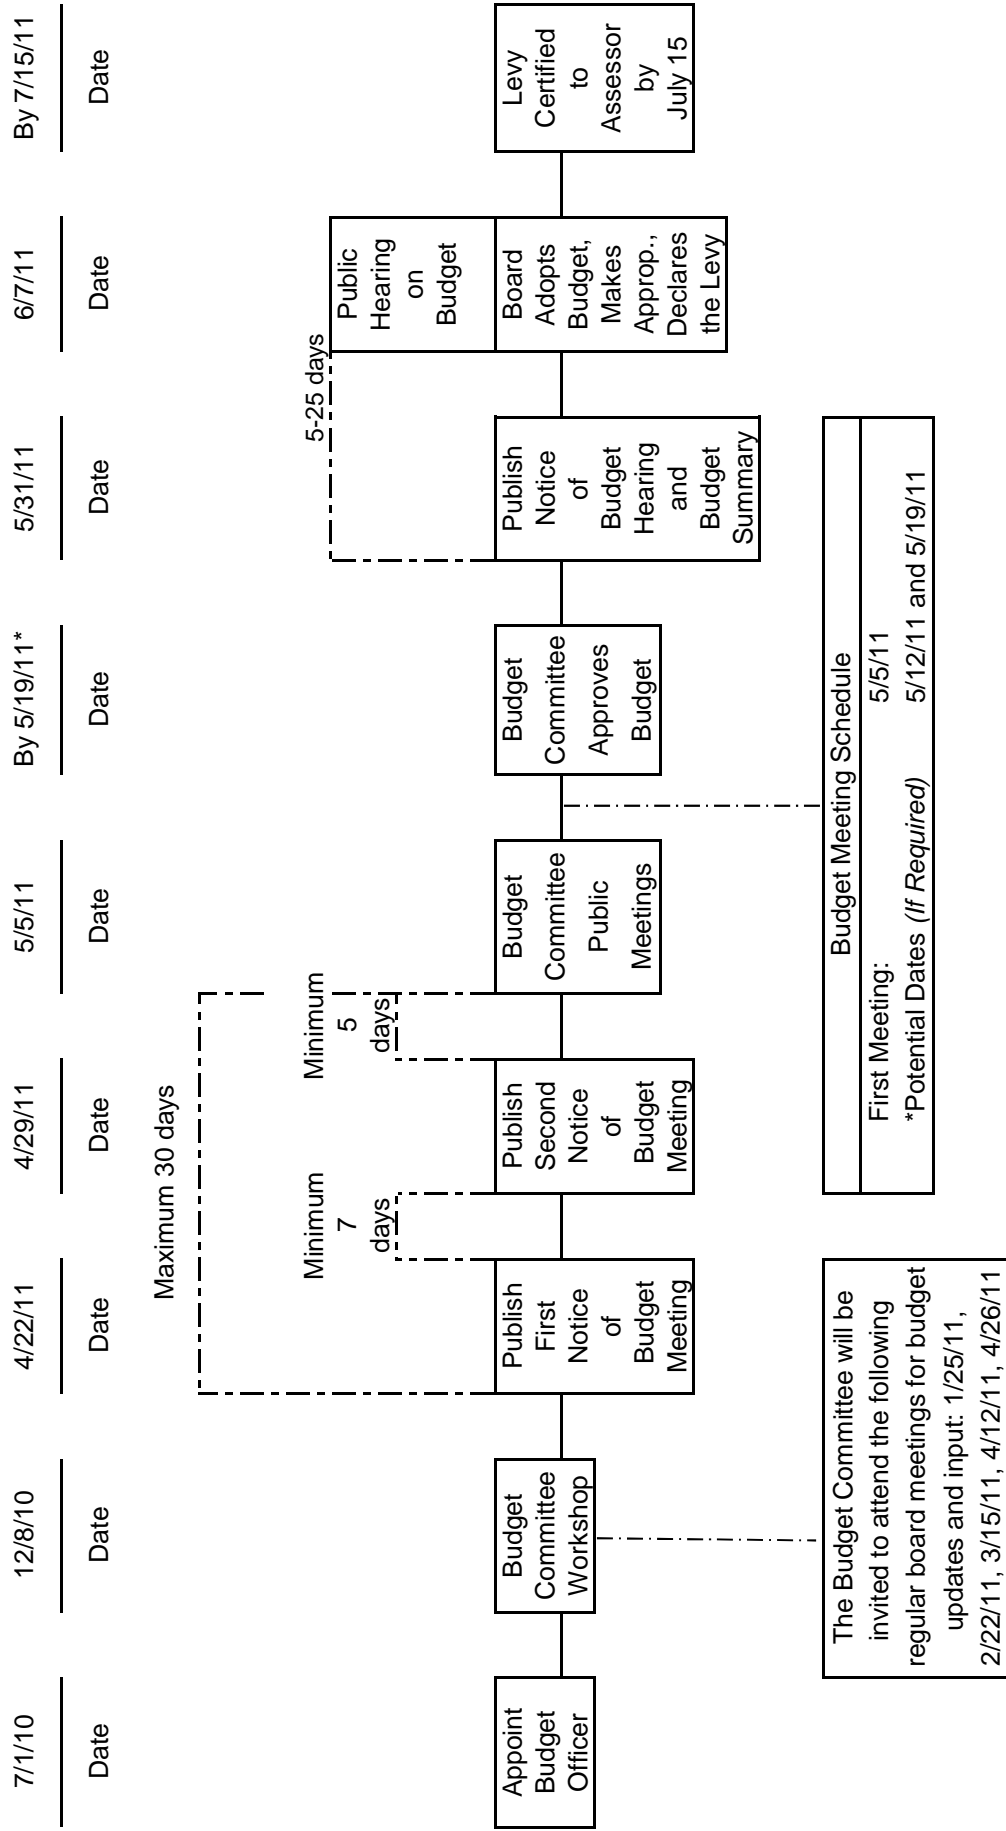 7/1/10
12/8/10
4/22/11
4/29/11
5/5/11
By 5/19/11*
5/31/11
6/7/11
By 7/15/11
Date
Date
Date
Date
Date
Date
Date
Date
Date
Maximum 30 days
Minimum
7
days
Minimum
5
days
5-25 days
Appoint
Budget
Officer
Budget
Committee
Workshop
Publish
First
Notice
of
Budget
Meeting
Publish
Second
Notice
of
Budget
Meeting
Budget
Committee
Public
Meetings
Budget
Committee
Approves
Budget
Publish
Notice
of
Budget
Hearing
and
Budget
Summary
Public
Hearing
on
Budget
Board
Adopts
Budget,
Makes
Approp.,
Declares
the Levy
Levy
Certified
to
Assessor
by
July 15
The Budget Committee will be
invited to attend the following
regular board meetings for budget
updates and input: 1/25/11,
2/22/11, 3/15/11, 4/12/11, 4/26/11
Budget Meeting Schedule
First Meeting: 5/5/11
*Potential Dates (If Required) 5/12/11 and 5/19/11